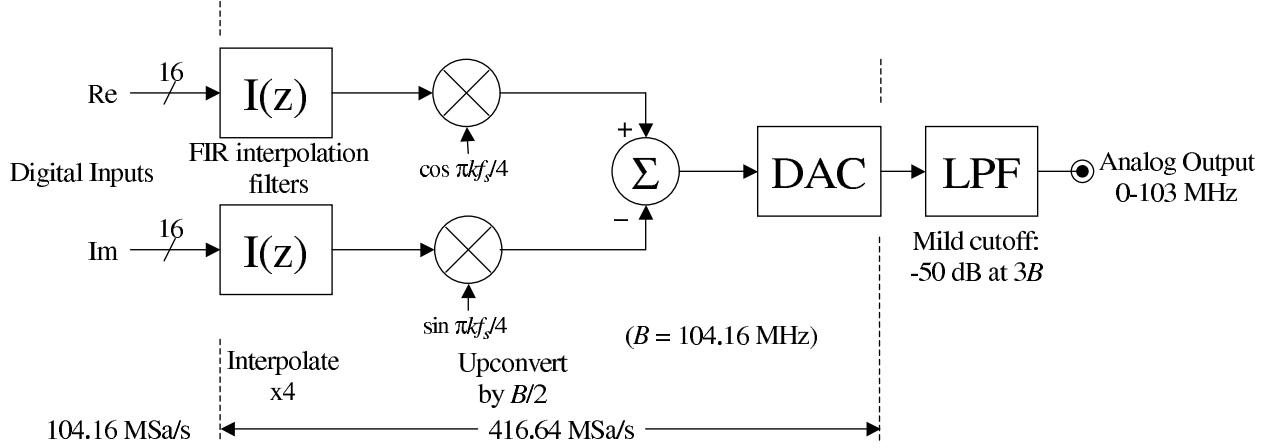 Re
16
I(z)
FIR interpolation
filters
cos πkfs/4
Digital Inputs
+
Σ
−
DAC
LPF
Analog Output
0-103 MHz
Mild cutoff:
-50 dB at 3B
Im
16
I(z)
sin πkfs/4
(B = 104.16 MHz)
Interpolate
x4
Upconvert
by B/2
104.16 MSa/s
416.64 MSa/s